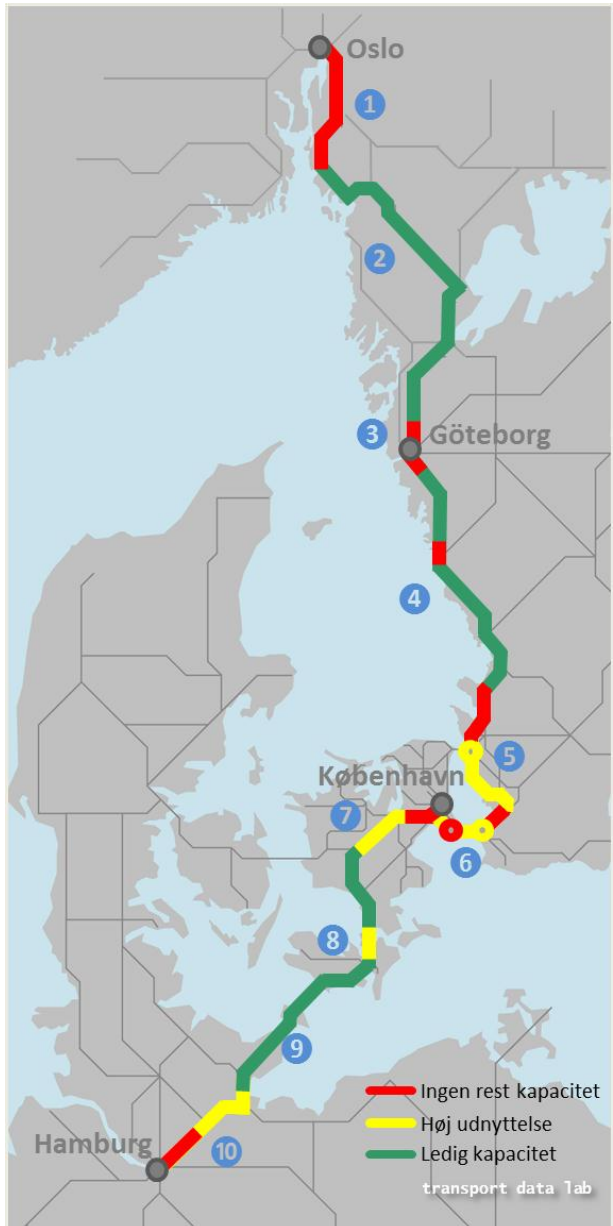 Oslo
1
2
3
Göteborg
4
5
København
7
6
8
9
Ingen rest kapacitet
Høj udnyttelse
Hamburg
10
Ledig kapacitet
transport data lab